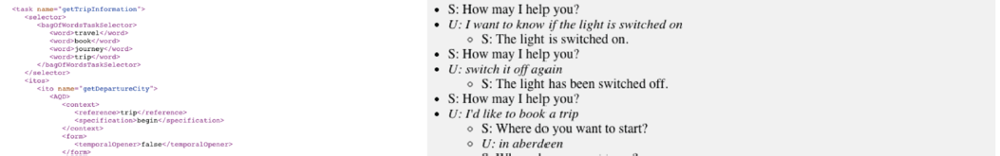 <task name="getTripInformation">
<selector>
<bagOfWordsTaskSelector>
<word>travel</word>
<word>book</word>
<word>journey</word>
<word>trip</word>
</bagOfWordsTaskSelector>
</selector>
<itos>
<ito name="getDepartureCity">
<AQD>
<context>
<reference>trip</reference>
<specification>begin</specification>
</context>
<form>
<temporalOpener>false</temporalOpener>
</form>
• S: How may I help you?
• U: I want to know if the light is switched on
◦ S: The light is switched on.
• S: How may I help you?
• U: switch it off again
◦ S: The light has been switched off.
• S: How may I help you?
• U: I'd like to book a trip
◦ S: Where do you want to start?
◦ U: in aberdeen